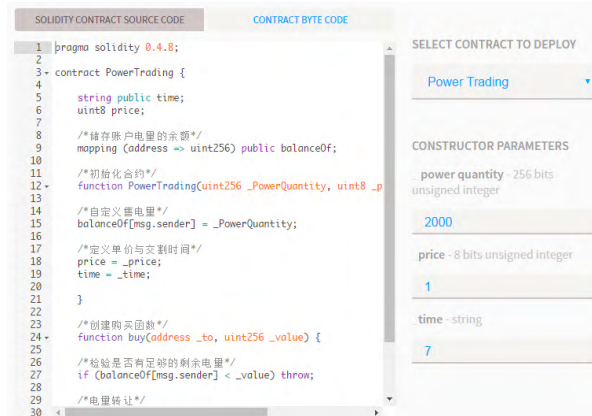 SOLIDITY CONTRACT SOURCE CODE
CONTRACT BYTE CODE
1 pragma solidity 0.4.8;
2
3 contract PowerTrading {
4
5 string public time;
6 uint8 price;
7
8 /*储存账户电量的余额*/
9 mapping (address => uint256) public balanceOf;
10
11 /*初始化合约*/
12 function PowerTrading(uint256 _PowerQuantity, uint8 _p
13
14 /*自定义售电量*/
15 balanceOf[msg.sender] = _PowerQuantity;
16
17 /*定义单价与交割时间*/
18 price = _price;
19 time = _time;
20
21 }
22
23 /*创建购买函数*/
24 function buy(address _to, uint256 _value) {
25
26 /*检验是否有足够的剩余电量*/
27 if (balanceOf[msg.sender] < _value) throw;
28
29 /*电量转让*/
30
SELECT CONTRACT TO DEPLOY
Power Trading
CONSTRUCTOR PARAMETERS
_power quantity - 256 bits
unsigned integer
2000
_price - 8 bits unsigned integer
1
_time - string
7